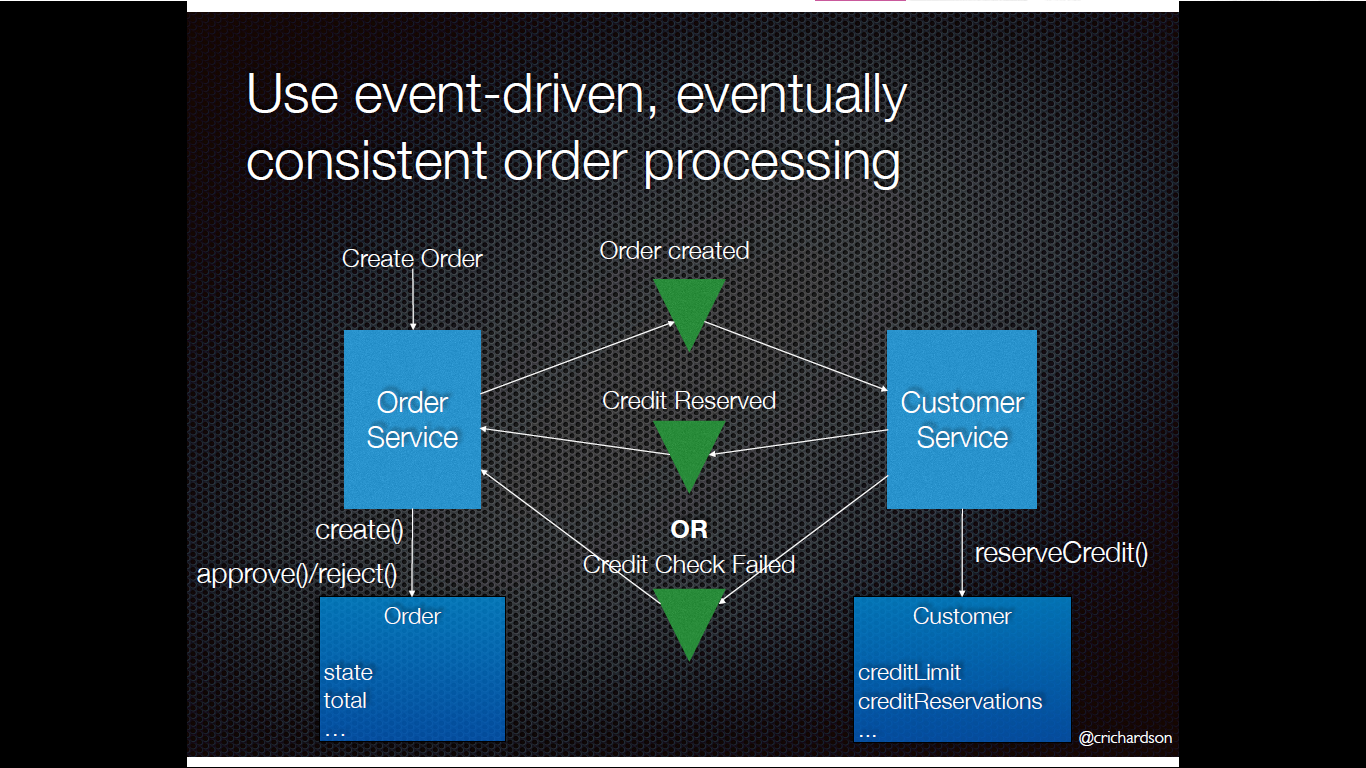 Use event-driven, eventually
consistent order processing
Create Order
Order created
Order
Service
Credit Reserved
Customer
Service
create()
approve()/reject()
OR
Credit Check Failed
reserveCredit()
Order
state
total
...
Customer
creditLimit
creditReservations
...
@crichardson